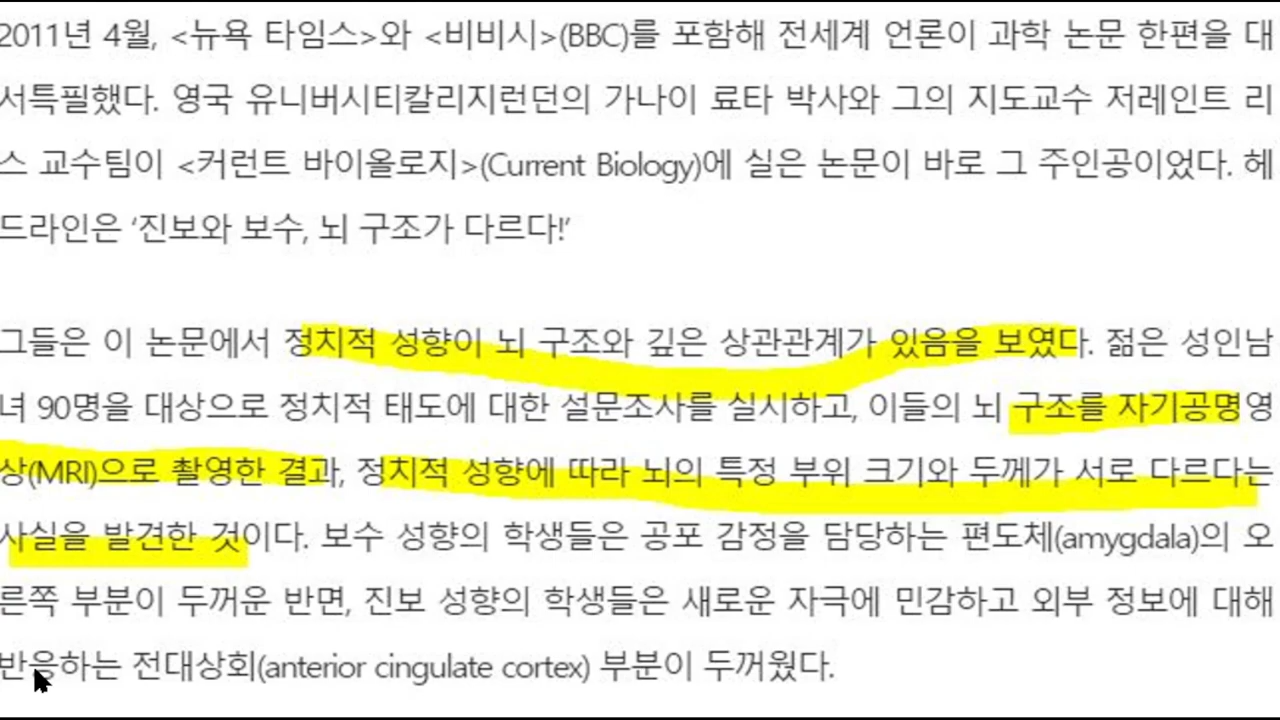 2011년 4월, <뉴욕 타임스>와 <비비시>(BBC)를 포함해 전세계 언론이 과학 논문 한편을 대
서특필했다. 영국 유니버시티칼리지런던의 가나이 료타 박사와 그의 지도교수 저레인트 리
스 교수팀이 <커런트 바이올로지>(Current Biology)에 실은 논문이 바로 그 주인공이었다. 헤
드라인은 ‘진보와 보수, 뇌 구조가 다르다!’
그들은 이 논문에서 정치적 성향이 뇌 구조와 깊은 상관관계가 있음을 보였다. 젊은 성인남
녀 90명을 대상으로 정치적 태도에 대한 설문조사를 실시하고, 이들의 뇌 구조를 자기공명영
상(MRI)으로 촬영한 결과, 정치적 성향에 따라 뇌의 특정 부위 크기와 두께가 서로 다르다는
사실을 발견한 것이다. 보수 성향의 학생들은 공포 감정을 담당하는 편도체(amygdala)의 오
른쪽 부분이 두꺼운 반면, 진보 성향의 학생들은 새로운 자극에 민감하고 외부 정보에 대해
반응하는 전대상회(anterior cingulate cortex) 부분이 두꺼웠다.